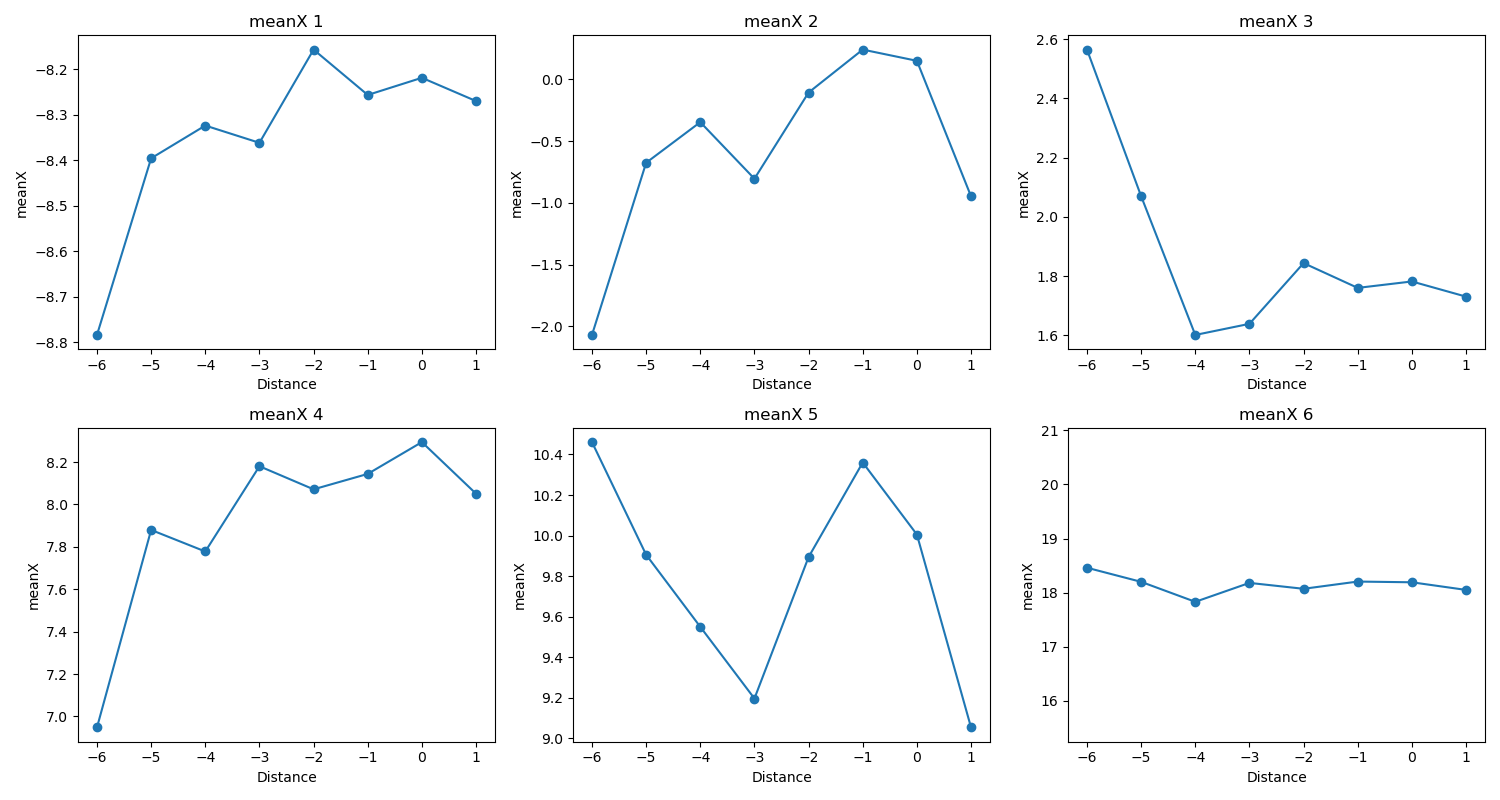 meanX 1
meanX
−8.2
−8.3
−8.4
−8.5
−8.6
−8.7
−8.8
−6 −5 −4 −3 −2 −1 0 1
Distance
meanX 2
meanX
0.0
−0.5
−1.0
−1.5
−2.0
−6 −5 −4 −3 −2 −1 0 1
Distance
meanX 3
meanX
2.6
2.4
2.2
2.0
1.8
1.6
−6 −5 −4 −3 −2 −1 0 1
Distance
meanX 4
meanX
8.2
8.0
7.8
7.6
7.4
7.2
7.0
−6 −5 −4 −3 −2 −1 0 1
Distance
meanX 5
meanX
10.4
10.2
10.0
9.8
9.6
9.4
9.2
9.0
−6 −5 −4 −3 −2 −1 0 1
Distance
meanX 6
meanX
21
20
19
18
17
16
−6 −5 −4 −3 −2 −1 0 1
Distance